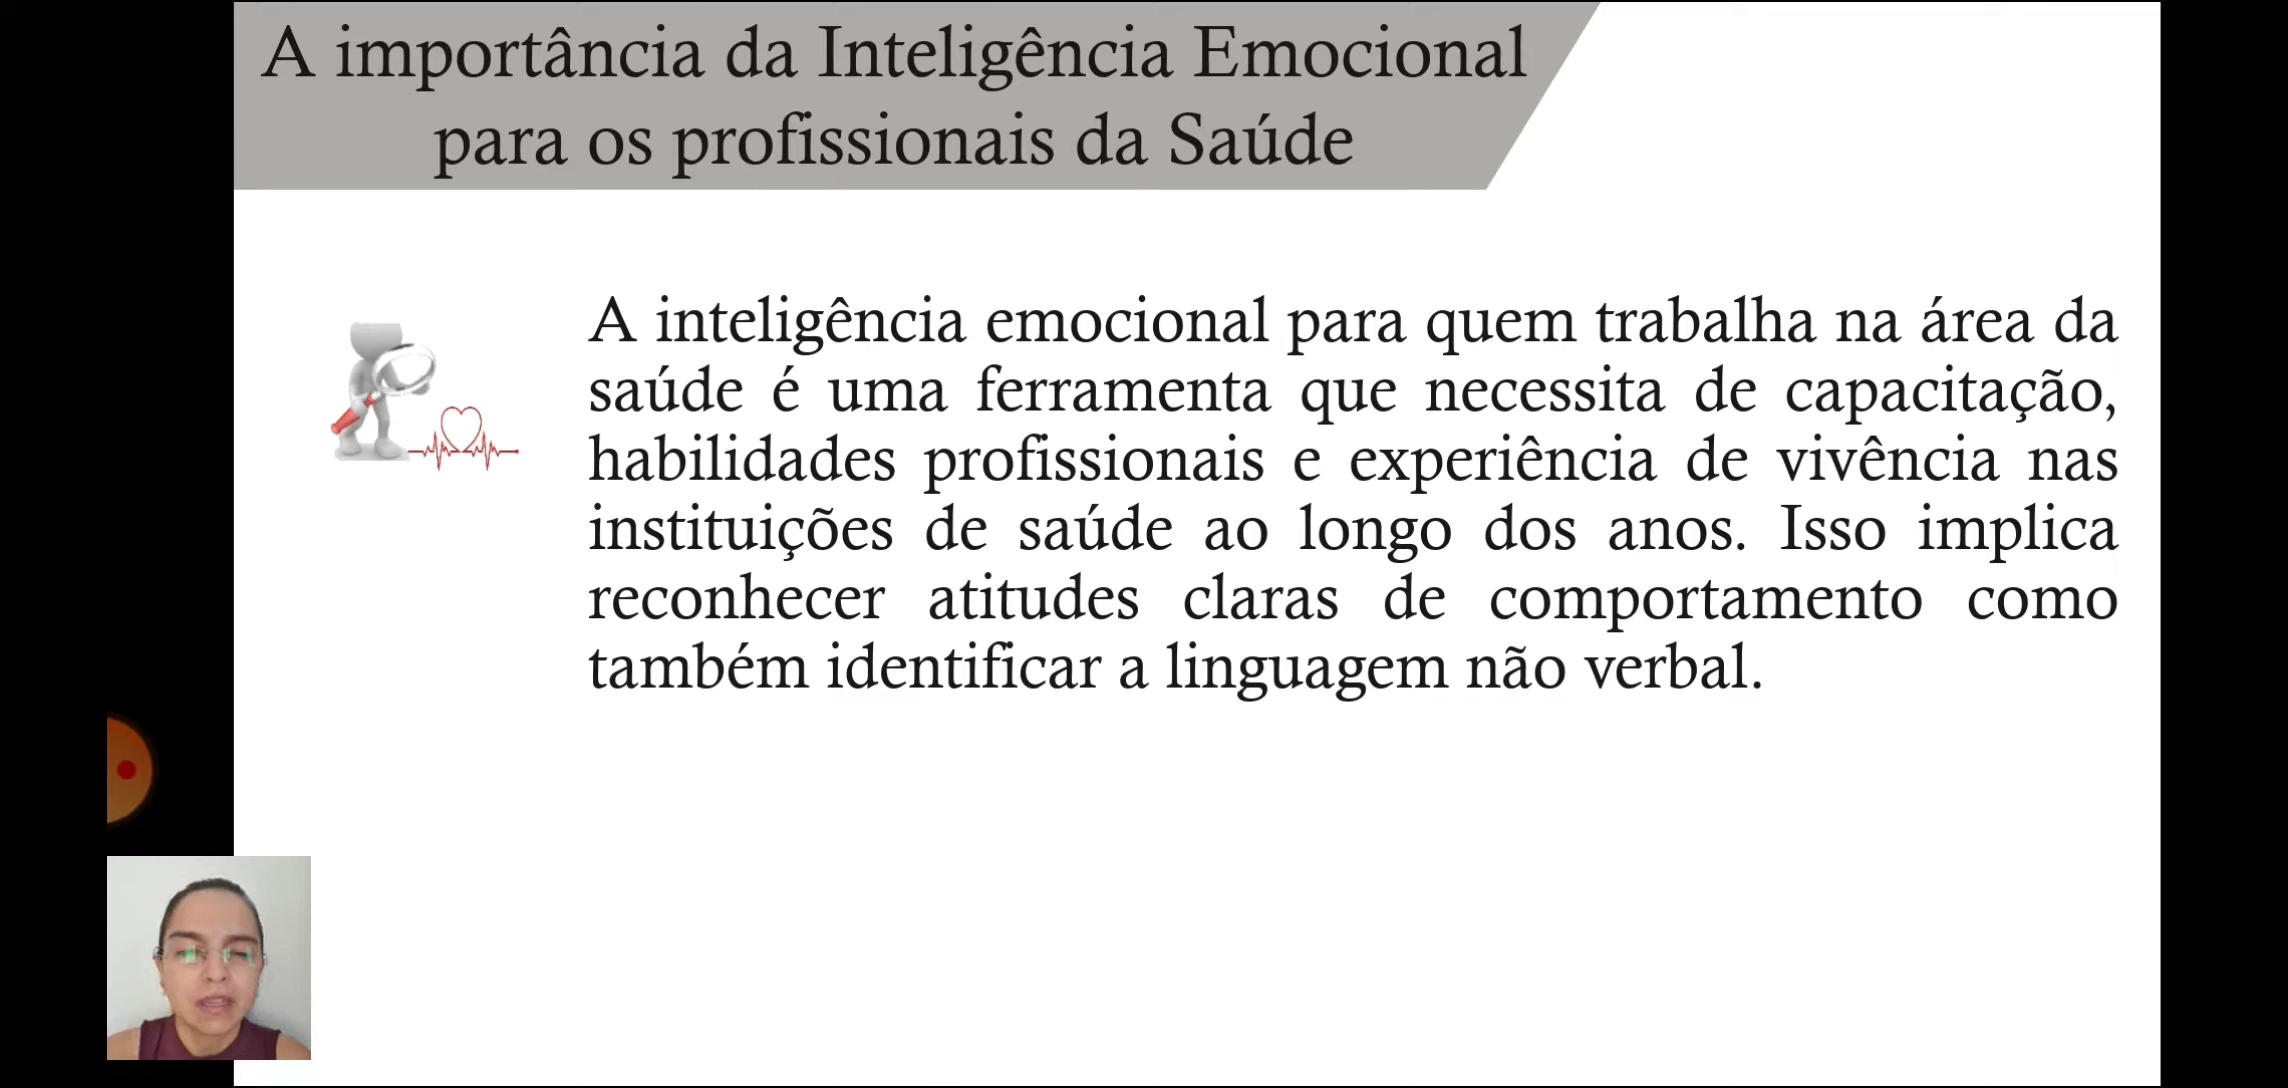 A importância da Inteligência Emocional
para os profissionais da Saúde
A inteligência emocional para quem trabalha na área da
saúde é uma ferramenta que necessita de capacitação,
habilidades profissionais e experiência de vivência nas
instituições de saúde ao longo dos anos. Isso implica
reconhecer atitudes claras de comportamento como
também identificar a linguagem não verbal.